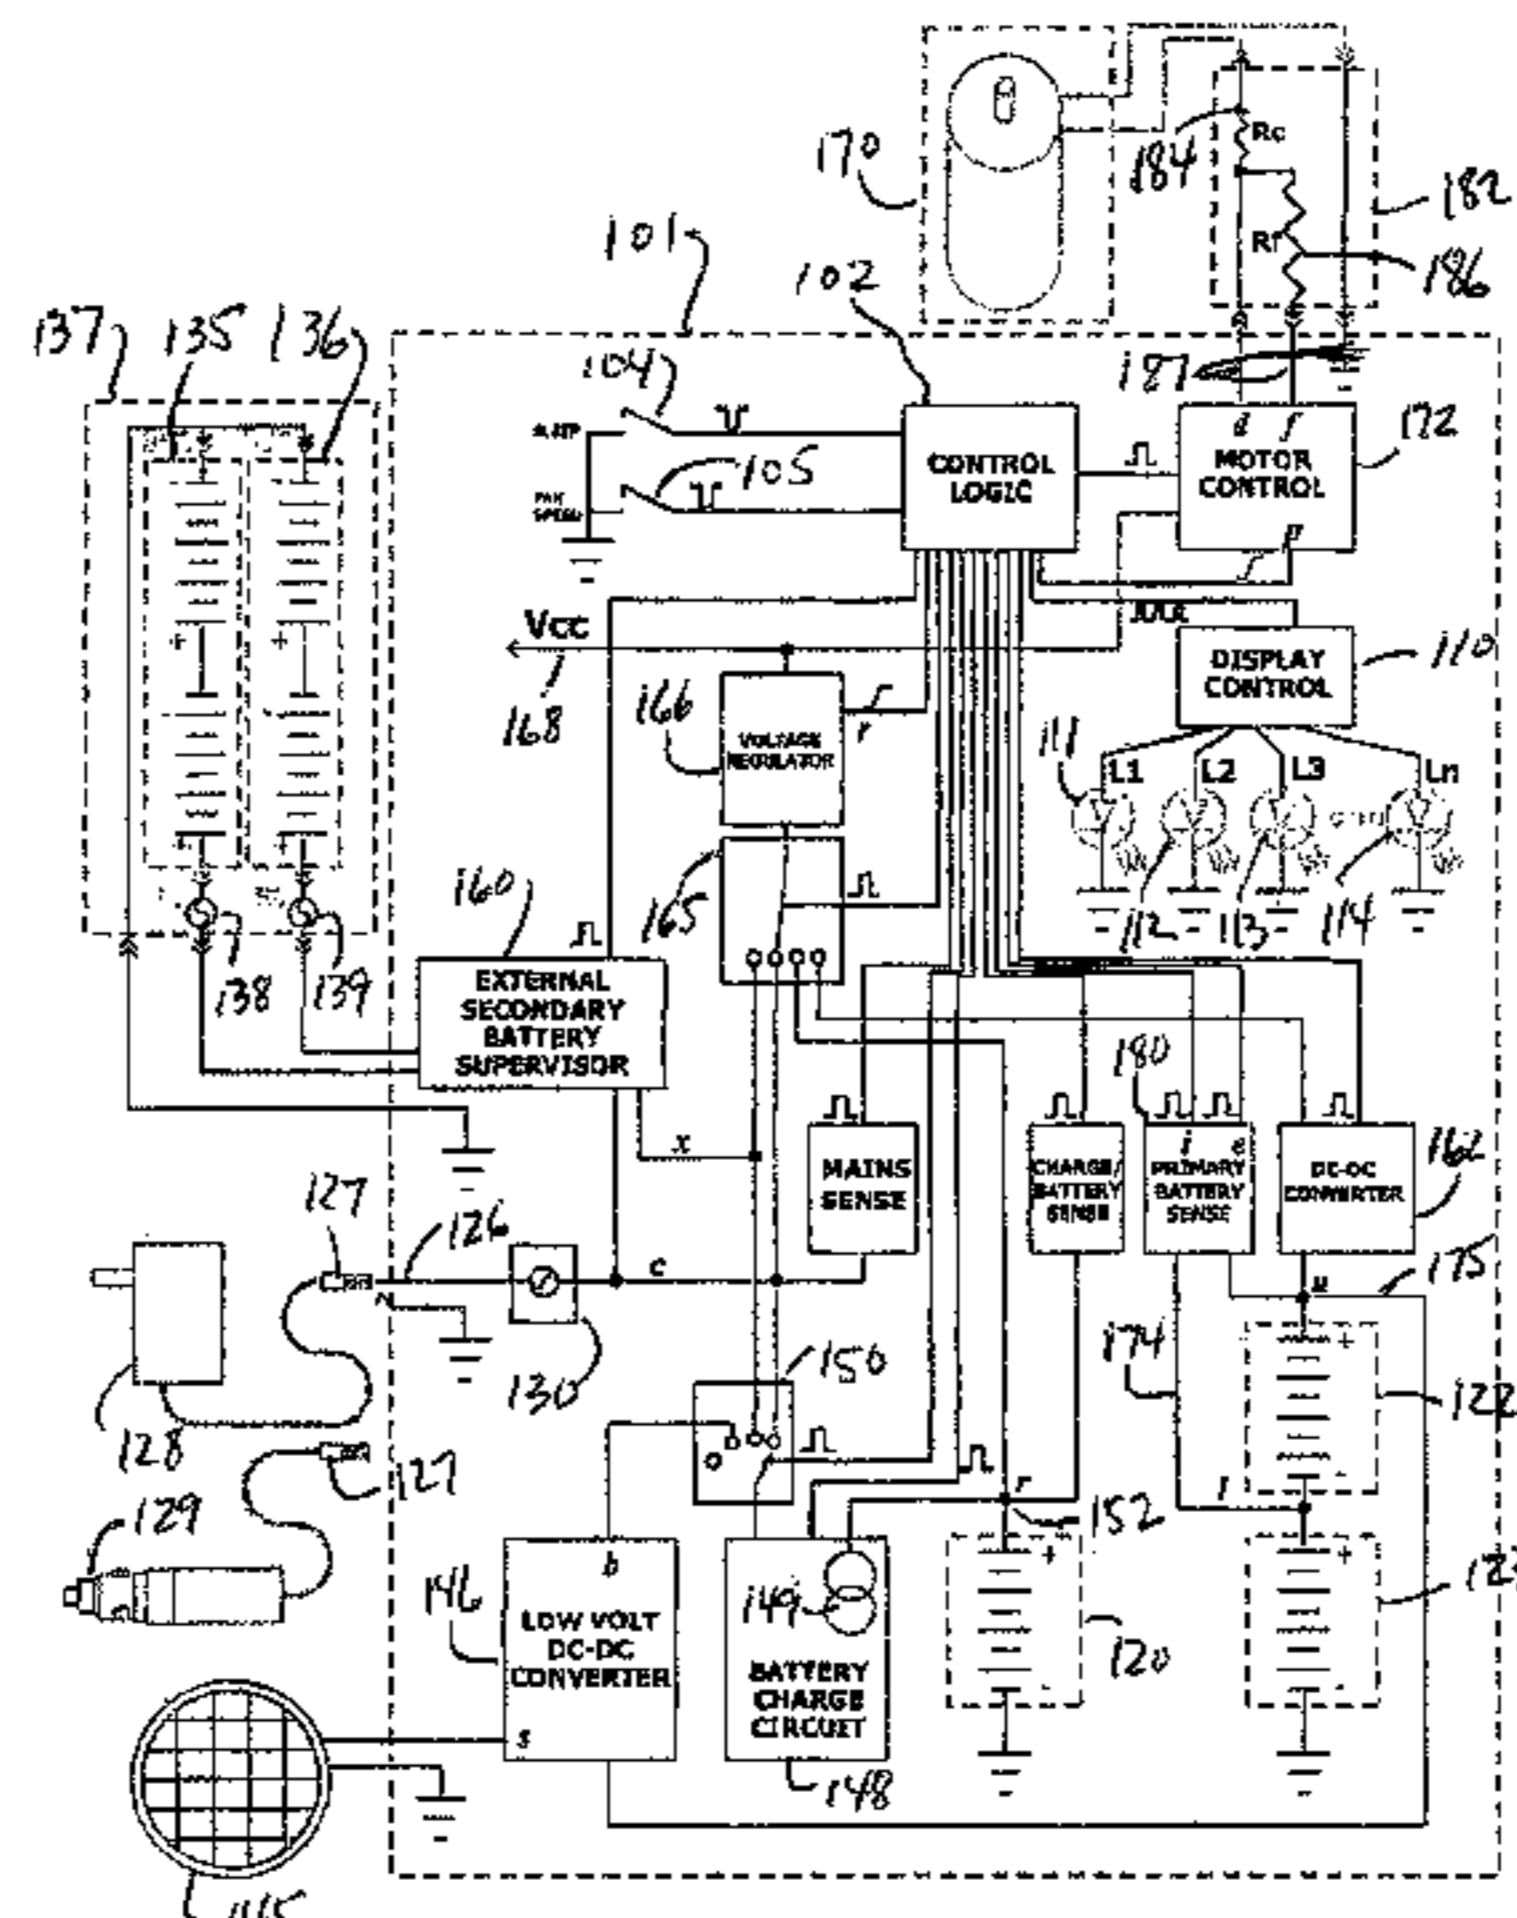 170
184
Rc
182
Rf
186
101
102
137
135
136
104
105
187
d f
CONTROL
LOGIC
MOTOR
CONTROL
172
Vcc
168
166
VOLTAGE
REGULATOR
r
DISPLAY
CONTROL
110
111
L1
L2
L3
Ln
112
113
114
160
165
138
139
EXTERNAL
SECONDARY
BATTERY
SUPERVISOR
180
x
MAINS
SENSE
CHARGE/
BATTERY
SENSE
PRIMARY
BATTERY
SENSE
DC-DC
CONVERTER
162
127
126
c
175
u
130
150
174
128
127
129
r
152
l
146
b
LOW VOLT
DC-DC
CONVERTER
s
149
BATTERY
CHARGE
CIRCUIT
120
148